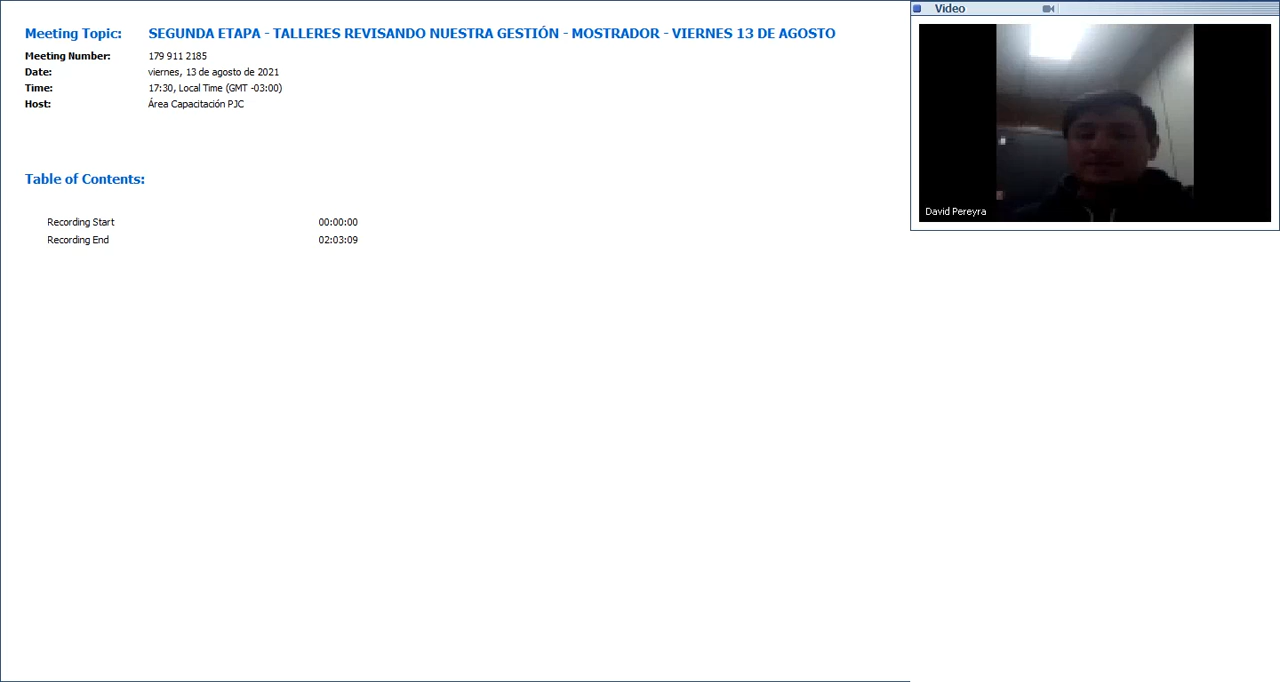 Meeting Topic: SEGUNDA ETAPA - TALLERES REVISANDO NUESTRA GESTIÓN - MOSTRADOR - VIERNES 13 DE AGOSTO
Meeting Number: 179 911 2185
Date: viernes, 13 de agosto de 2021
Time: 17:30, Local Time (GMT -03:00)
Host: Área Capacitación PJC
Table of Contents:
Recording Start 00:00:00
Recording End 02:03:09
Video
David Pereyra